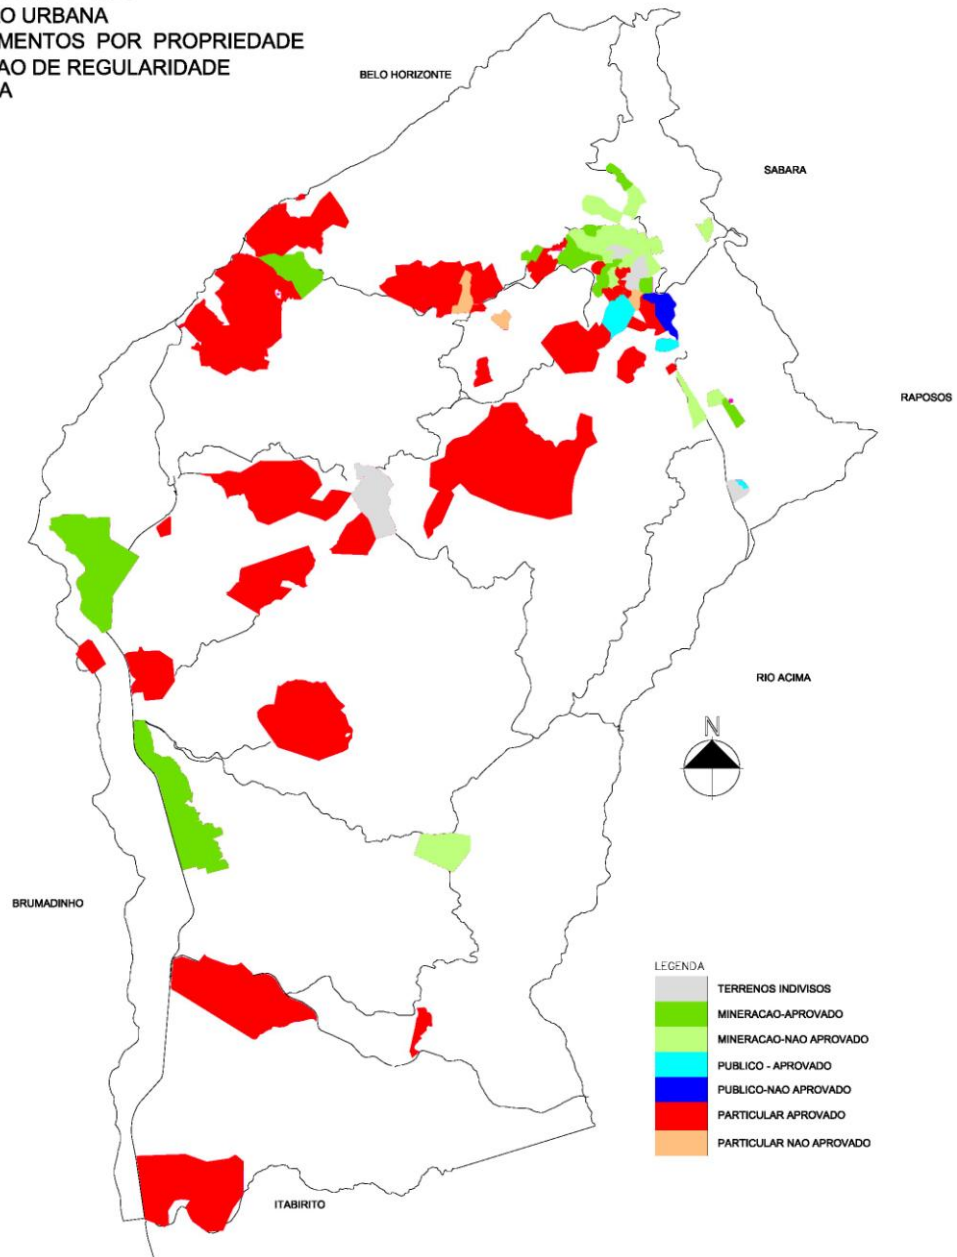 O URBANA
MENTOS POR PROPRIEDADE
AO DE REGULARIDADE
A
BELO HORIZONTE
SABARA
RAPOSOS
RIO ACIMA
N
BRUMADINHO
LEGENDA
TERRENOS INDIVISOS
MINERACAO-APROVADO
MINERACAO-NAO APROVADO
PUBLICO - APROVADO
PUBLICO-NAO APROVADO
PARTICULAR APROVADO
PARTICULAR NAO APROVADO
ITABIRITO